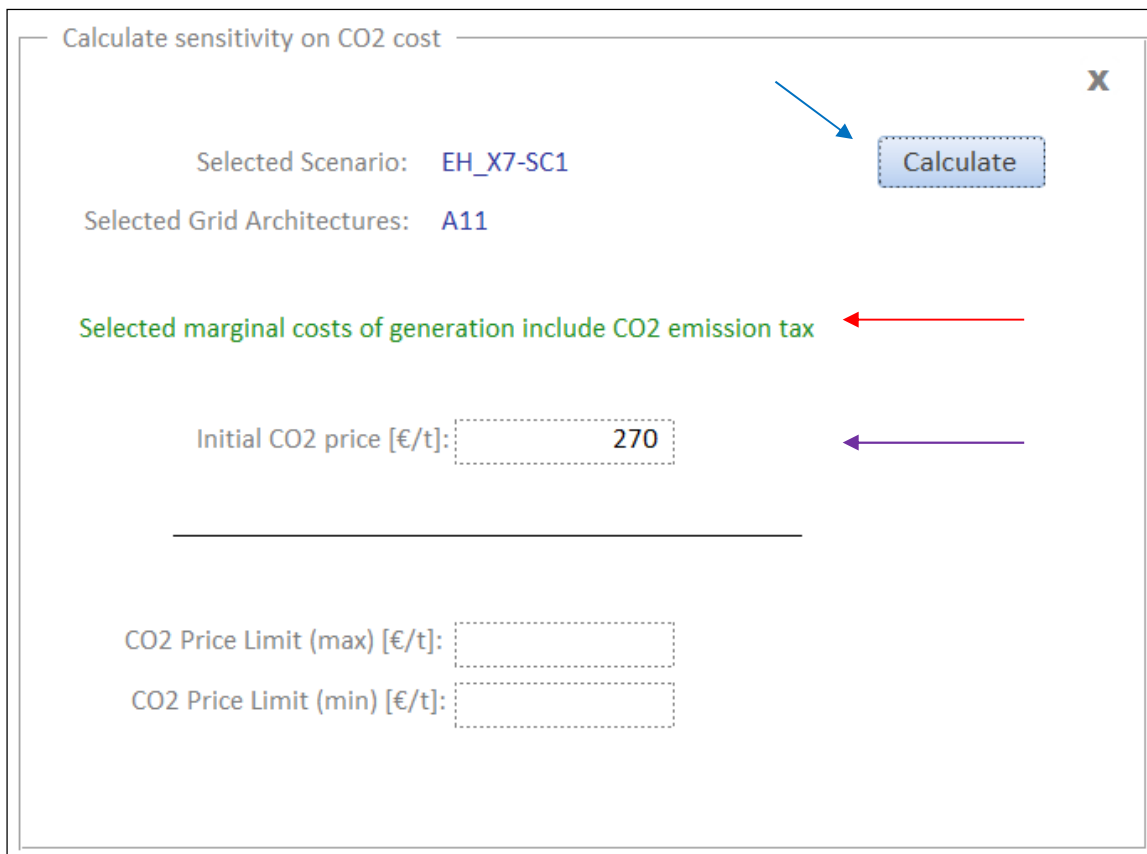 Calculate sensitivity on CO2 cost
X
Selected Scenario: EH_X7-SC1
Calculate
Selected Grid Architectures: A11
Selected marginal costs of generation include CO2 emission tax
Initial CO2 price [€/t]: 270
CO2 Price Limit (max) [€/t]:
CO2 Price Limit (min) [€/t]: